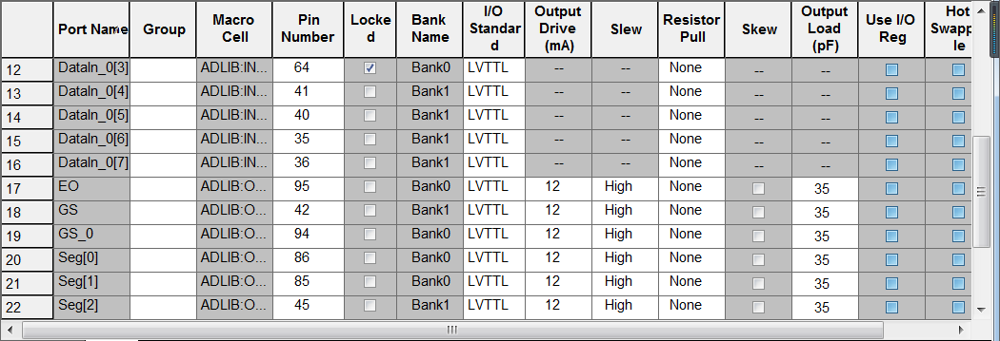 Port Name Group Macro Cell Pin Number Locked Bank Name I/O Standard Output Drive (mA) Slew Resistor Pull Skew Output Load (pF) Use I/O Reg Hot Swapple
12 DataIn_0[3] ADLIB:IN... 64 Bank0 LVTTL -- -- None -- --
13 DataIn_0[4] ADLIB:IN... 41 Bank1 LVTTL -- -- None -- --
14 DataIn_0[5] ADLIB:IN... 40 Bank1 LVTTL -- -- None -- --
15 DataIn_0[6] ADLIB:IN... 35 Bank1 LVTTL -- -- None -- --
16 DataIn_0[7] ADLIB:IN... 36 Bank1 LVTTL -- -- None -- --
17 EO ADLIB:O... 95 Bank0 LVTTL 12 High None 35
18 GS ADLIB:O... 42 Bank1 LVTTL 12 High None 35
19 GS_0 ADLIB:O... 94 Bank0 LVTTL 12 High None 35
20 Seg[0] ADLIB:O... 86 Bank0 LVTTL 12 High None 35
21 Seg[1] ADLIB:O... 85 Bank0 LVTTL 12 High None 35
22 Seg[2] ADLIB:O... 45 Bank1 LVTTL 12 High None 35